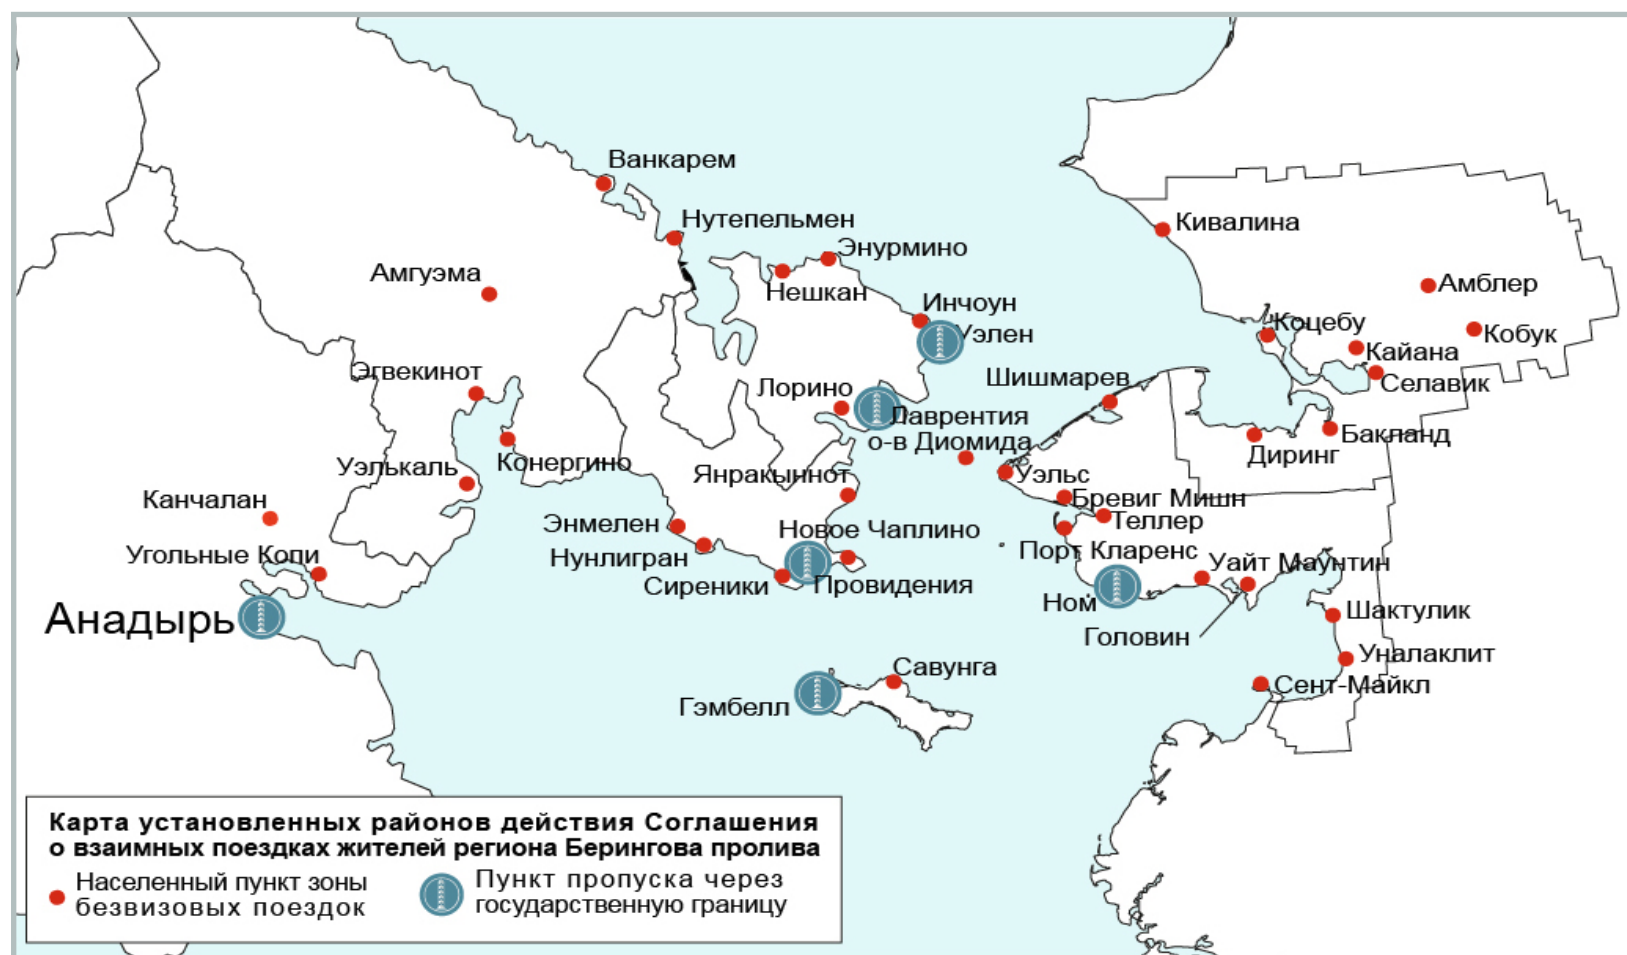 Ванкарем
Нутепельмен
Энурмино
Кивалина
Амгуэма
Нешкан
Амблер
Инчоун
Уэлен
Коцебу
Кобук
Кайана
Эгвекинот
Лорино
Шишмарев
Селавик
Лаврентия
о-в Диомида
Бакланд
Диринг
Уэлькаль
Конергино
Янракыннот
Уэльс
Канчалан
Бревиг Мишн
Теллер
Энмелен
Новое Чаплино
Порт Кларенс
Угольные Копи
Нунлигран
Уайт Маунтин
Сиреники
Провидения
Ном
Анадырь
Шактулик
Головин
Уналаклит
Савунга
Сент-Майкл
Гэмбелл
Карта установленных районов действия Соглашения
о взаимных поездках жителей региона Берингова пролива
Населенный пункт зоны
безвизовых поездок
Пункт пропуска через
государственную границу